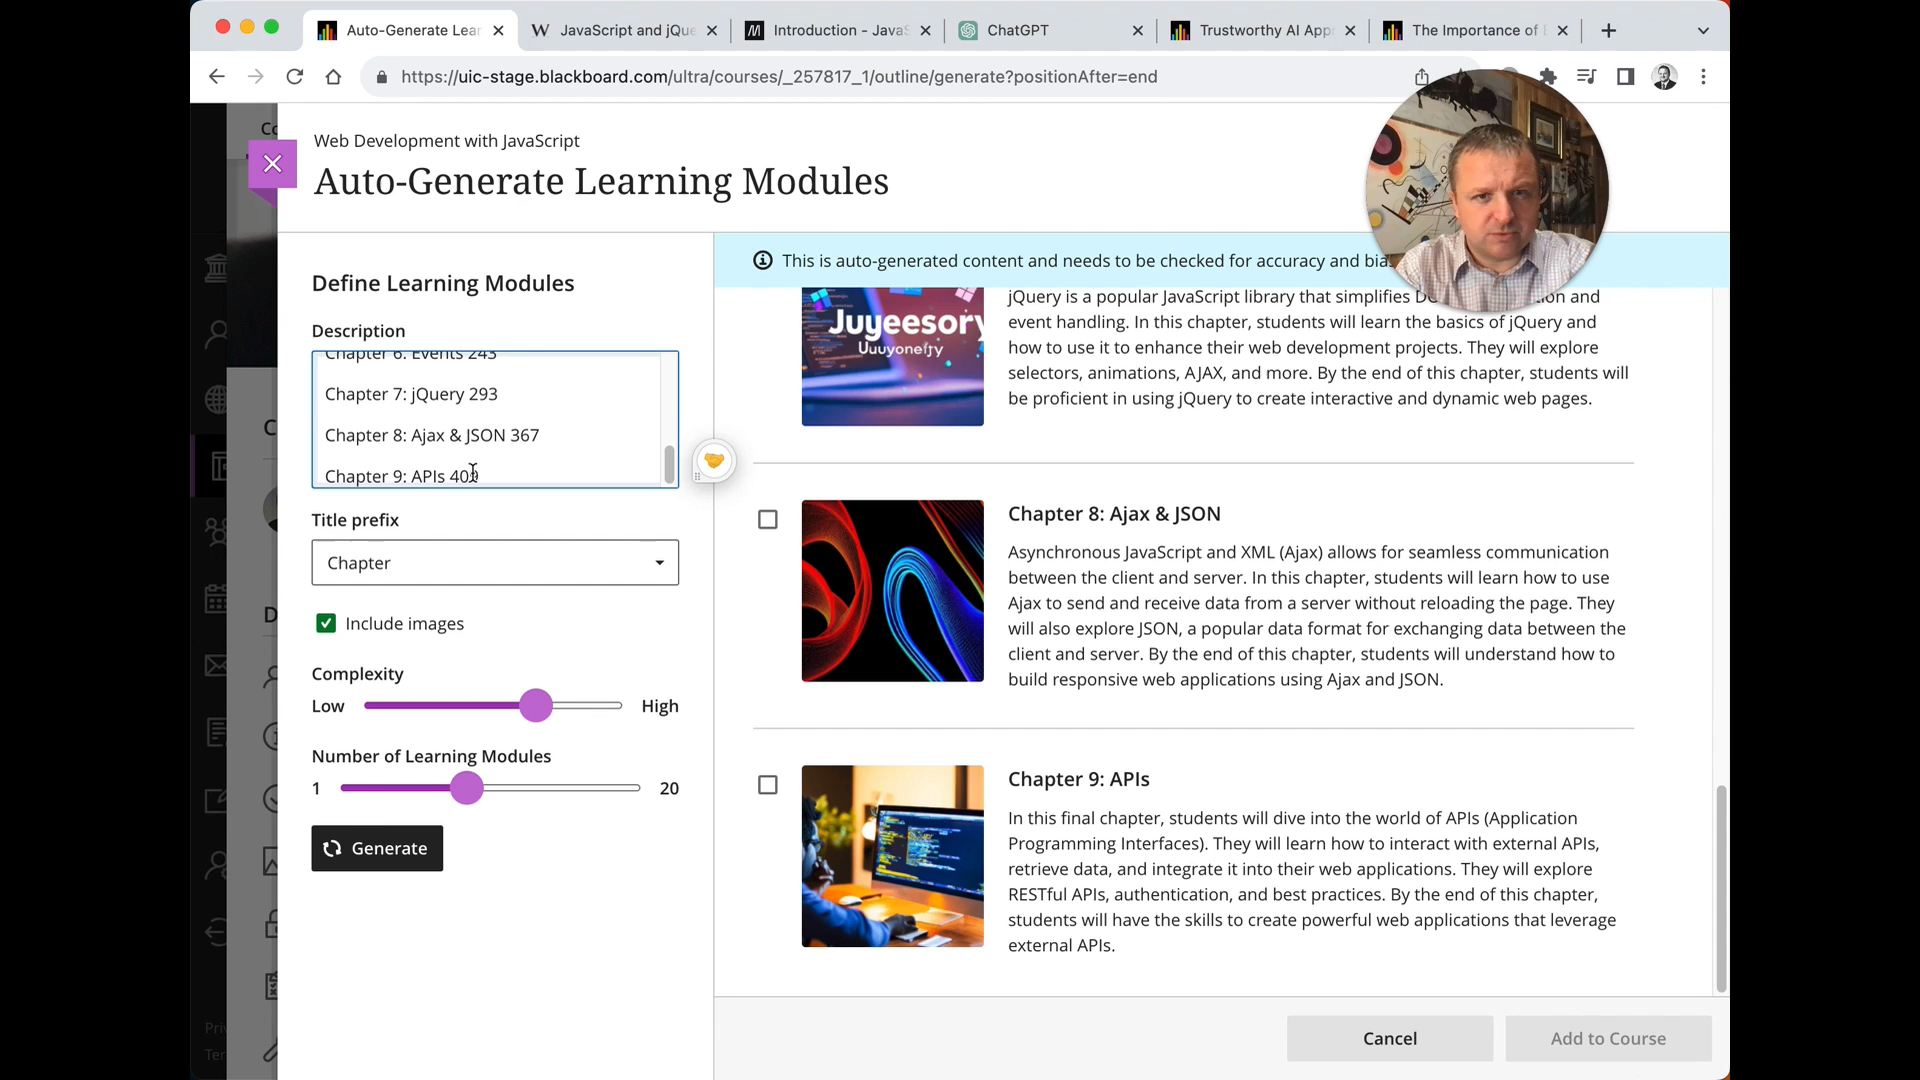 Auto-Generate Lear
JavaScript and jQue
Introduction - JavaS
ChatGPT
Trustworthy AI App
The Importance of
https://uic-stage.blackboard.com/ultra/courses/_257817_1/outline/generate?positionAfter=end
Web Development with JavaScript
Auto-Generate Learning Modules
Define Learning Modules
Description
Chapter 6: Events 243
Chapter 7: jQuery 293
Chapter 8: Ajax & JSON 367
Chapter 9: APIs 409
Title prefix
Chapter
Include images
Complexity
Low
High
Number of Learning Modules
1
20
Generate
This is auto-generated content and needs to be checked for accuracy and bia
Juyeesory
Uuuyonefty
jQuery is a popular JavaScript library that simplifies DO ion and
event handling. In this chapter, students will learn the basics of jQuery and
how to use it to enhance their web development projects. They will explore
selectors, animations, AJAX, and more. By the end of this chapter, students will
be proficient in using jQuery to create interactive and dynamic web pages.
Chapter 8: Ajax & JSON
Asynchronous JavaScript and XML (Ajax) allows for seamless communication
between the client and server. In this chapter, students will learn how to use
Ajax to send and receive data from a server without reloading the page. They
will also explore JSON, a popular data format for exchanging data between the
client and server. By the end of this chapter, students will understand how to
build responsive web applications using Ajax and JSON.
Chapter 9: APIs
In this final chapter, students will dive into the world of APIs (Application
Programming Interfaces). They will learn how to interact with external APIs,
retrieve data, and integrate it into their web applications. They will explore
RESTful APIs, authentication, and best practices. By the end of this chapter,
students will have the skills to create powerful web applications that leverage
external APIs.
Cancel
Add to Course